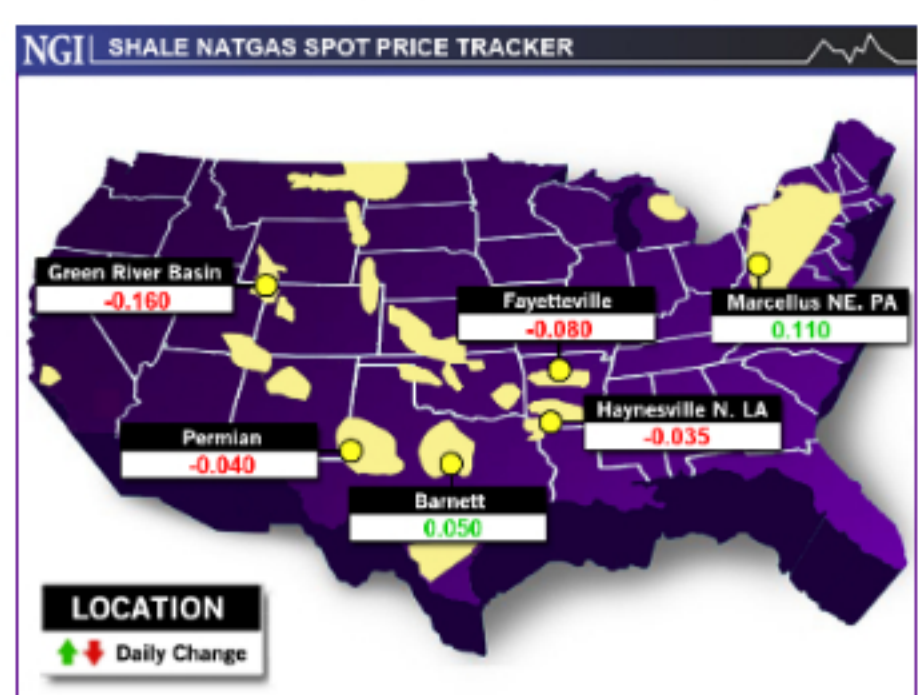 NGI SHALE NATGAS SPOT PRICE TRACKER
Green River Basin
-0.160
Fayetteville
-0.080
Marcellus NE. PA
0.110
Haynesville N. LA
-0.035
Permian
-0.040
Barnett
0.050
LOCATION
Daily Change